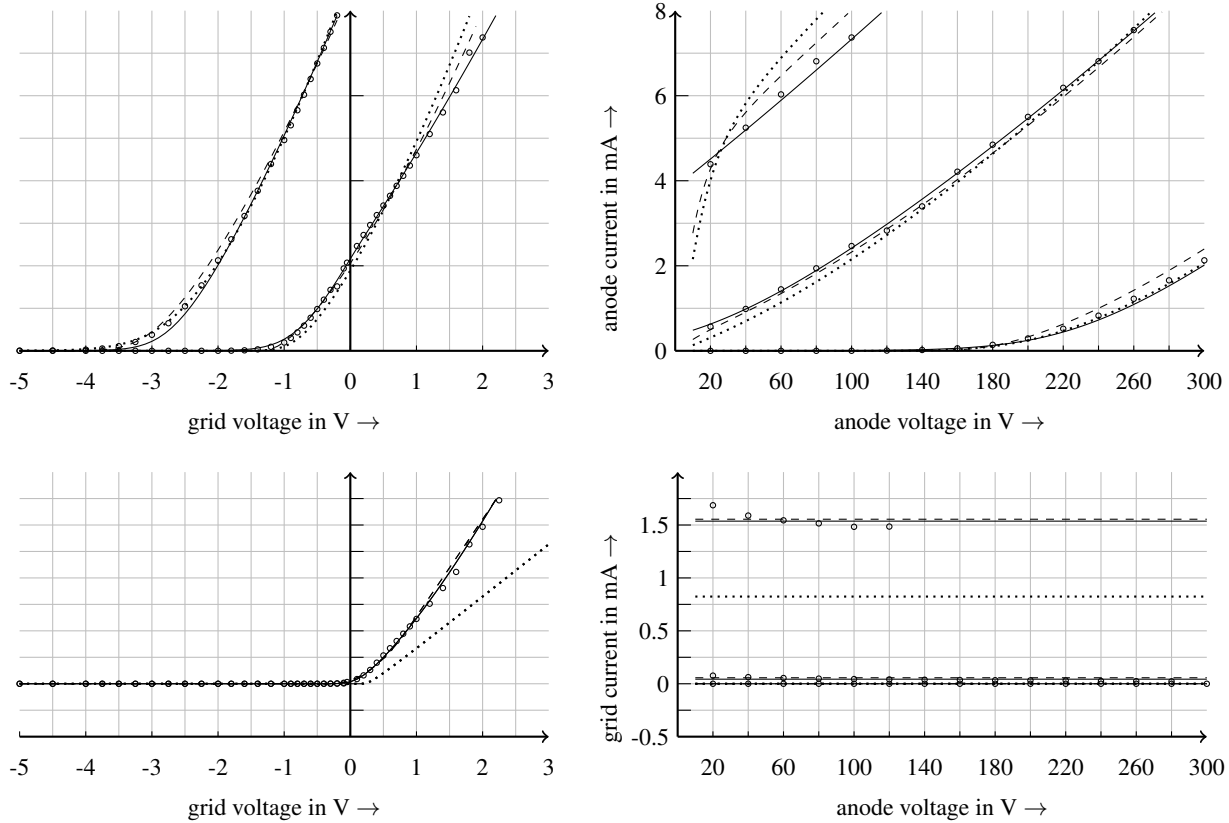 -5 -4 -3 -2 -1 0 1 2 3
grid voltage in V →
anode current in mA →
8
6
4
2
0
20 60 100 140 180 220 260 300
anode voltage in V →
-5 -4 -3 -2 -1 0 1 2 3
grid voltage in V →
grid current in mA →
1.5
1
0.5
0
-0.5
20 60 100 140 180 220 260 300
anode voltage in V →